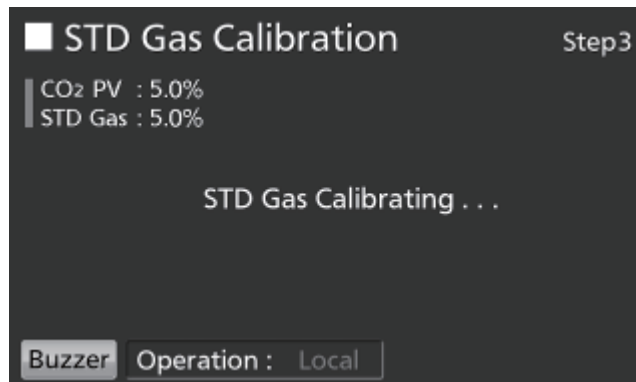 STD Gas Calibration Step3
CO2 PV : 5.0%
STD Gas : 5.0%
STD Gas Calibrating . . .
Buzzer Operation : Local